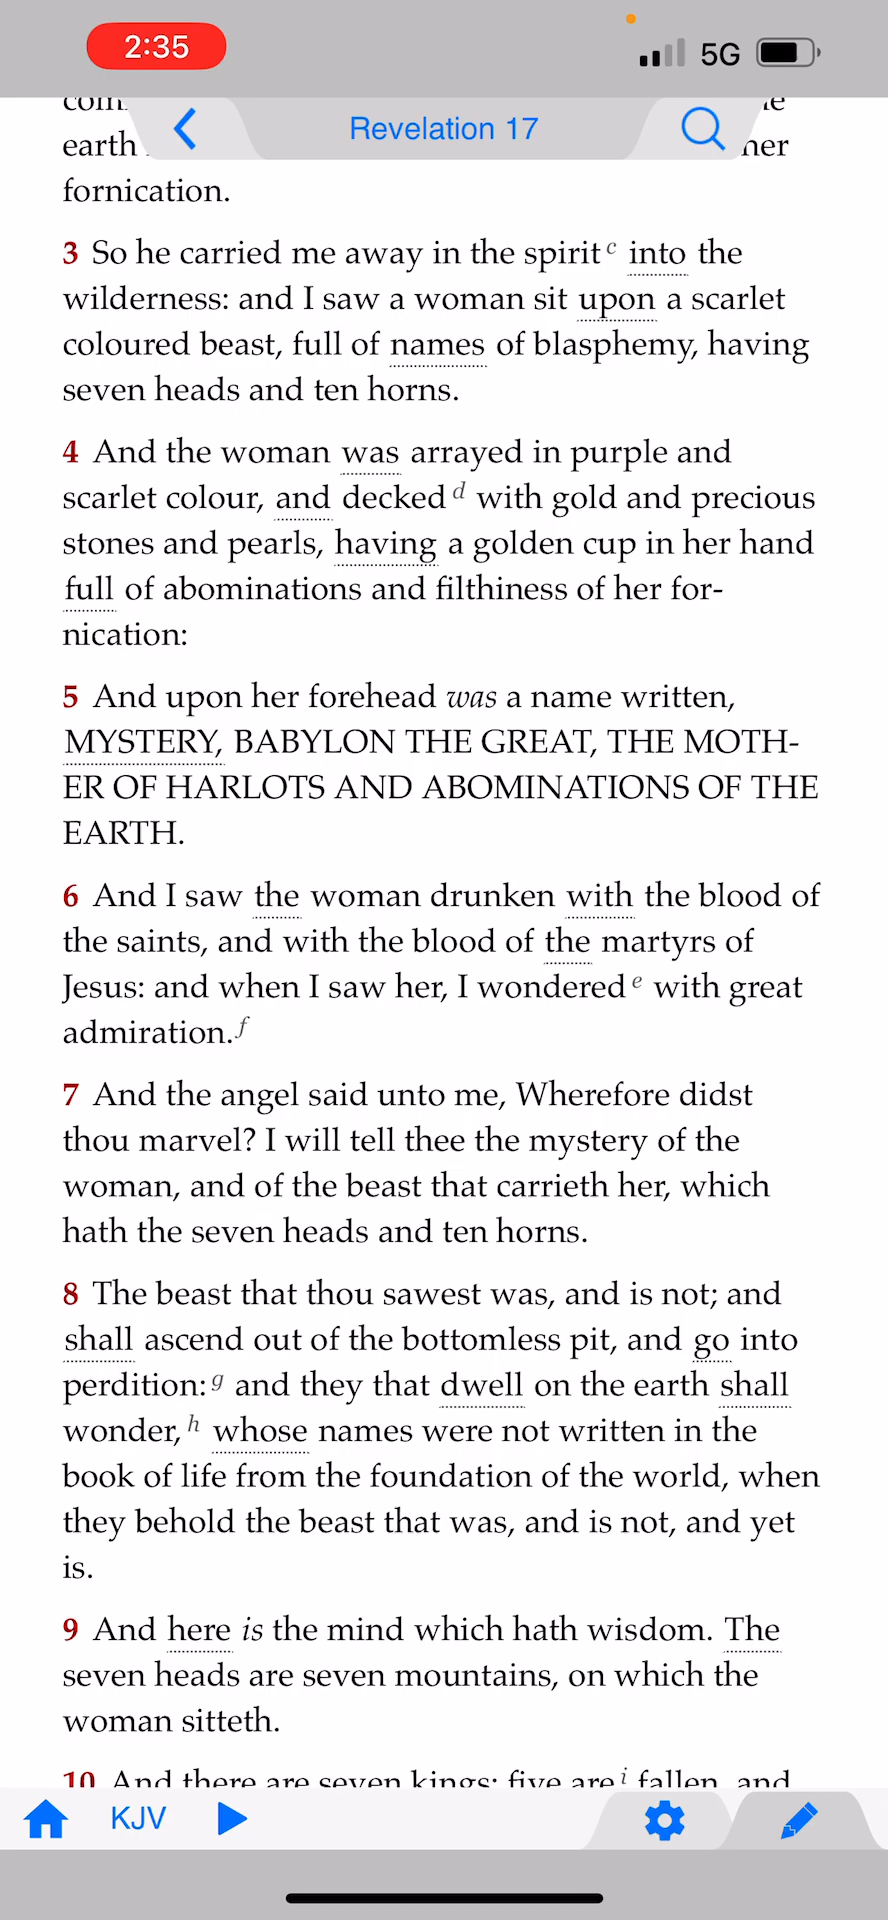 2:35
5G
Revelation 17
earth
her
fornication.
3 So he carried me away in the spirit c into the
wilderness: and I saw a woman sit upon a scarlet
coloured beast, full of names of blasphemy, having
seven heads and ten horns.
4 And the woman was arrayed in purple and
scarlet colour, and decked d with gold and precious
stones and pearls, having a golden cup in her hand
full of abominations and filthiness of her for-
nication:
5 And upon her forehead was a name written,
MYSTERY, BABYLON THE GREAT, THE MOTH-
ER OF HARLOTS AND ABOMINATIONS OF THE
EARTH.
6 And I saw the woman drunken with the blood of
the saints, and with the blood of the martyrs of
Jesus: and when I saw her, I wondered e with great
admiration. f
7 And the angel said unto me, Wherefore didst
thou marvel? I will tell thee the mystery of the
woman, and of the beast that carrieth her, which
hath the seven heads and ten horns.
8 The beast that thou sawest was, and is not; and
shall ascend out of the bottomless pit, and go into
perdition: g and they that dwell on the earth shall
wonder, h whose names were not written in the
book of life from the foundation of the world, when
they behold the beast that was, and is not, and yet
is.
9 And here is the mind which hath wisdom. The
seven heads are seven mountains, on which the
woman sitteth.
10 And there are seven kings: five are i fallen, and
KJV